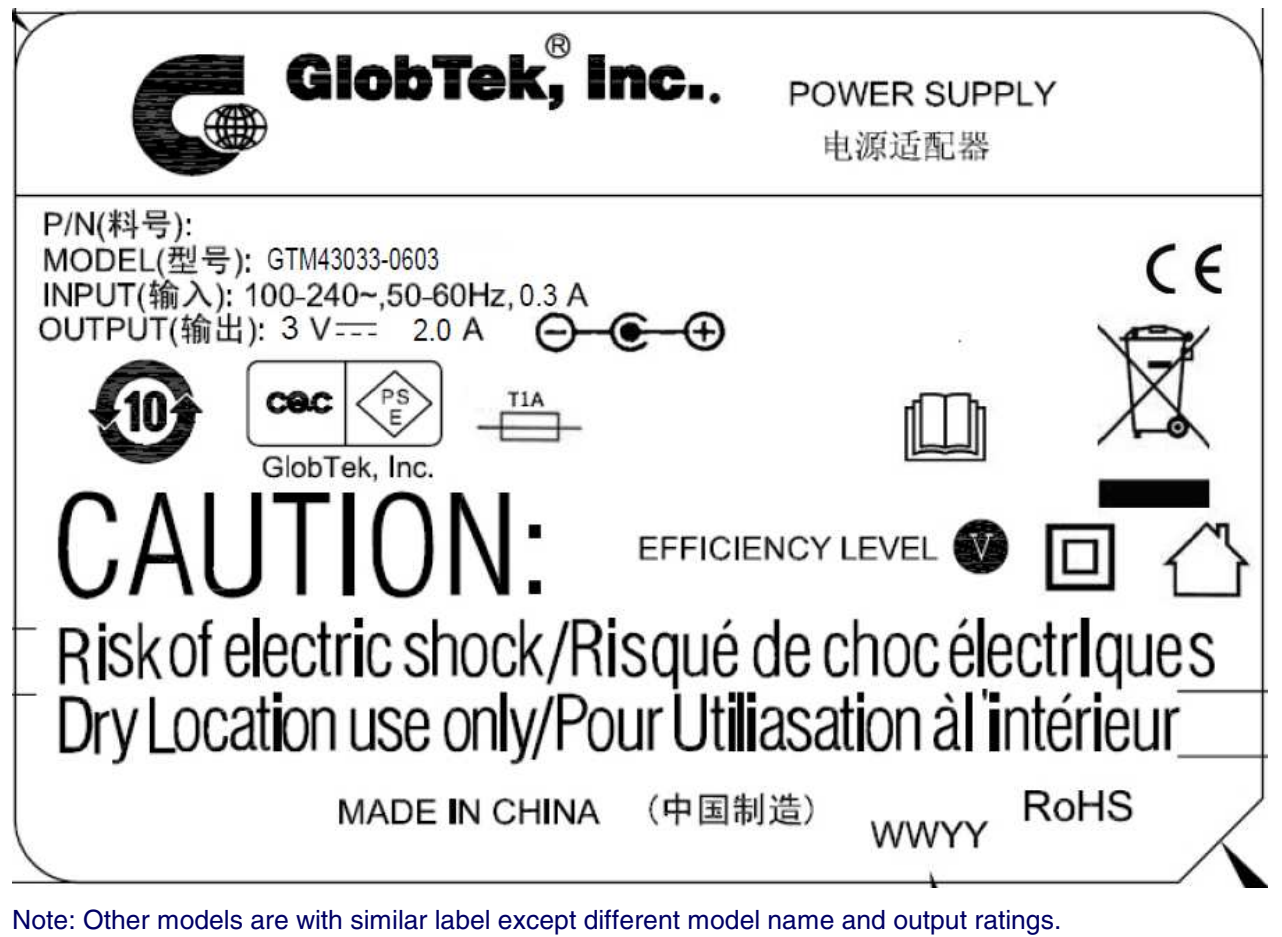 GlobTek, Inc.. ®
POWER SUPPLY
电源适配器
P/N(料号):
MODEL(型号): GTM43033-0603
INPUT(输入): 100-240~,50-60Hz, 0.3 A
OUTPUT(输出): 3 V 2.0 A
10
cqc
PS
E
T1A
GlobTek, Inc.
CE
CAUTION:
EFFICIENCY LEVEL V
Risk of electric shock/Risqué de choc électrIques
Dry Location use only/Pour Utiliasation àl'intérieur
MADE IN CHINA (中国制造)
WWYY
RoHS
Note: Other models are with similar label except different model name and output ratings.